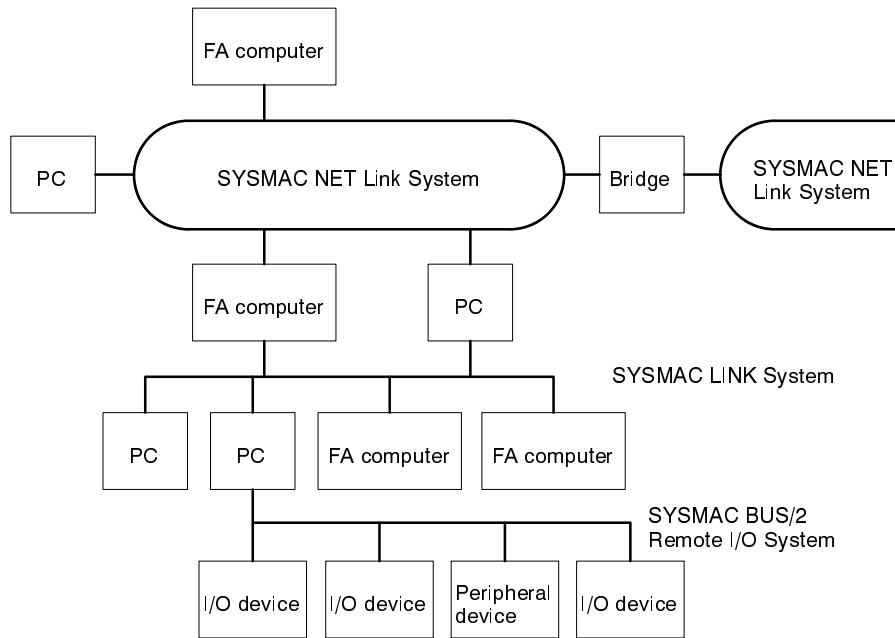 FA computer
PC
SYSMAC NET Link System
Bridge
SYSMAC NET
Link System
FA computer
PC
SYSMAC LINK System
PC
PC
FA computer
FA computer
SYSMAC BUS/2
Remote I/O System
I/O device
I/O device
Peripheral
device
I/O device